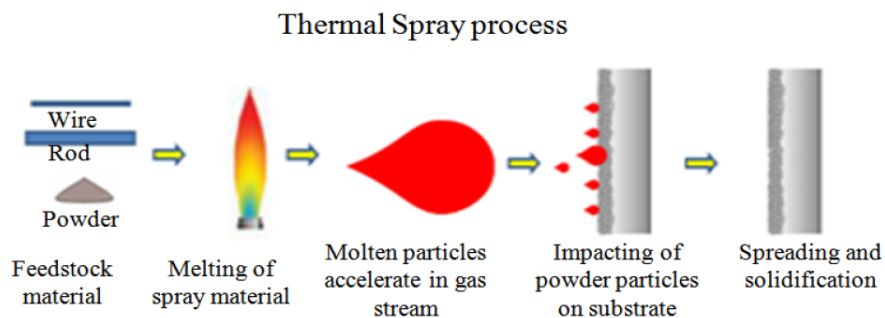 Thermal Spray process
Wire
Rod
Powder
Feedstock
material
Melting of
spray material
Molten particles
accelerate in gas
stream
Impacting of
powder particles
on substrate
Spreading and
solidification